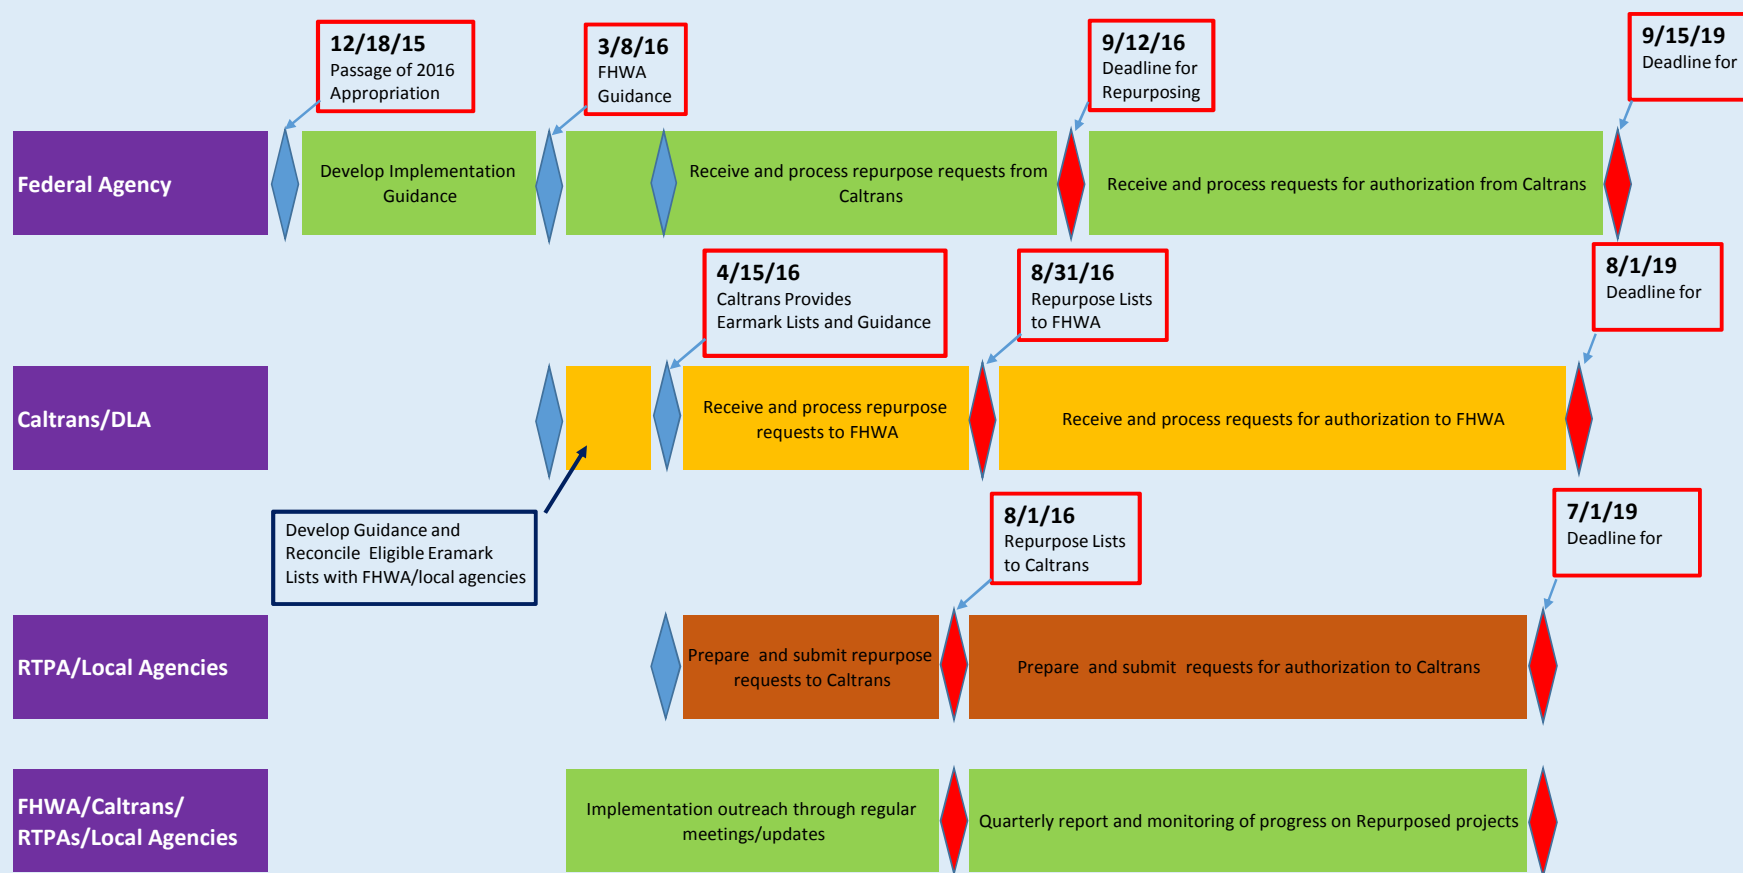 12/18/15
Passage of 2016
Appropriation
3/8/16
FHWA
Guidance
9/12/16
Deadline for
Repurposing
9/15/19
Deadline for
Federal Agency
Develop Implementation
Guidance
Receive and process repurpose requests from
Caltrans
Receive and process requests for authorization from Caltrans
4/15/16
Caltrans Provides
Earmark Lists and Guidance
8/31/16
Repurpose Lists
to FHWA
8/1/19
Deadline for
Caltrans/DLA
Receive and process repurpose
requests to FHWA
Receive and process requests for authorization to FHWA
Develop Guidance and
Reconcile Eligible Eramark
Lists with FHWA/local agencies
8/1/16
Repurpose Lists
to Caltrans
7/1/19
Deadline for
RTPA/Local Agencies
Prepare and submit repurpose
requests to Caltrans
Prepare and submit requests for authorization to Caltrans
FHWA/Caltrans/
RTPAs/Local Agencies
Implementation outreach through regular
meetings/updates
Quarterly report and monitoring of progress on Repurposed projects